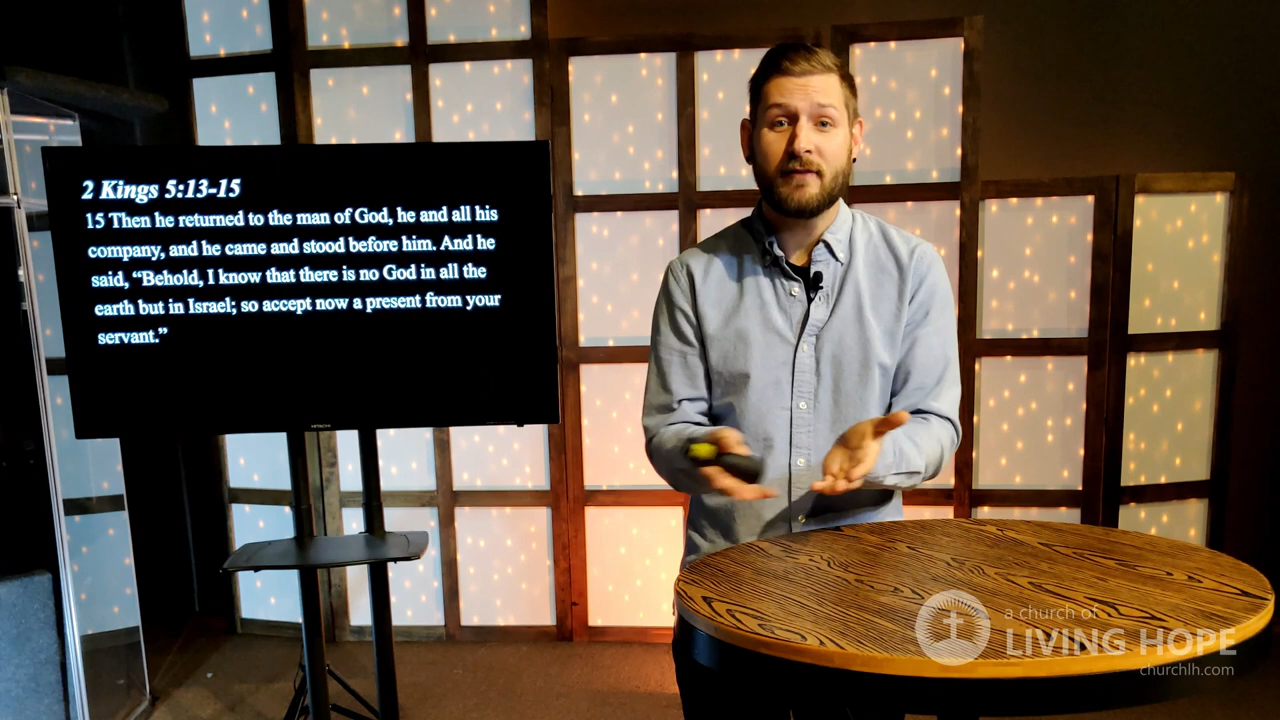 2 Kings 5:13-15
15 Then he returned to the man of God, he and all his
company, and he came and stood before him. And he
said, “Behold, I know that there is no God in all the
earth but in Israel; so accept now a present from your
servant.”
HITACHI
a church of
LIVING HOPE
churchlh.com